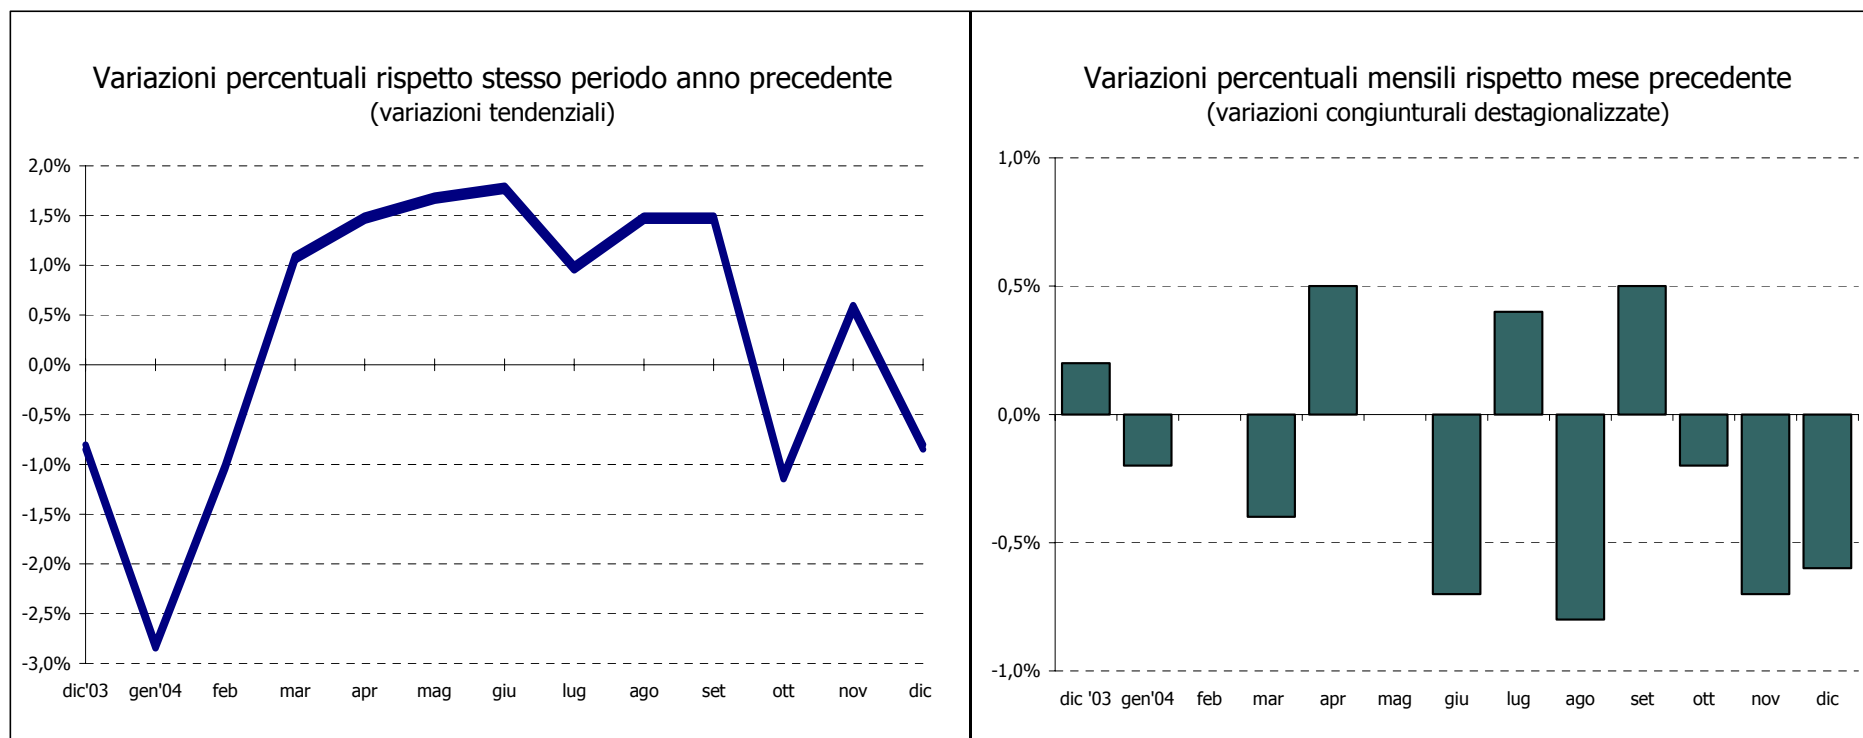 Variazioni percentuali rispetto stesso periodo anno precedente
(variazioni tendenziali)
2,0%
1,5%
1,0%
0,5%
0,0%
-0,5%
-1,0%
-1,5%
-2,0%
-2,5%
-3,0%
dic'03 gen'04 feb mar apr mag giu lug ago set ott nov dic
Variazioni percentuali mensili rispetto mese precedente
(variazioni congiunturali destagionalizzate)
1,0%
0,5%
0,0%
-0,5%
-1,0%
dic '03 gen'04 feb mar apr mag giu lug ago set ott nov dic